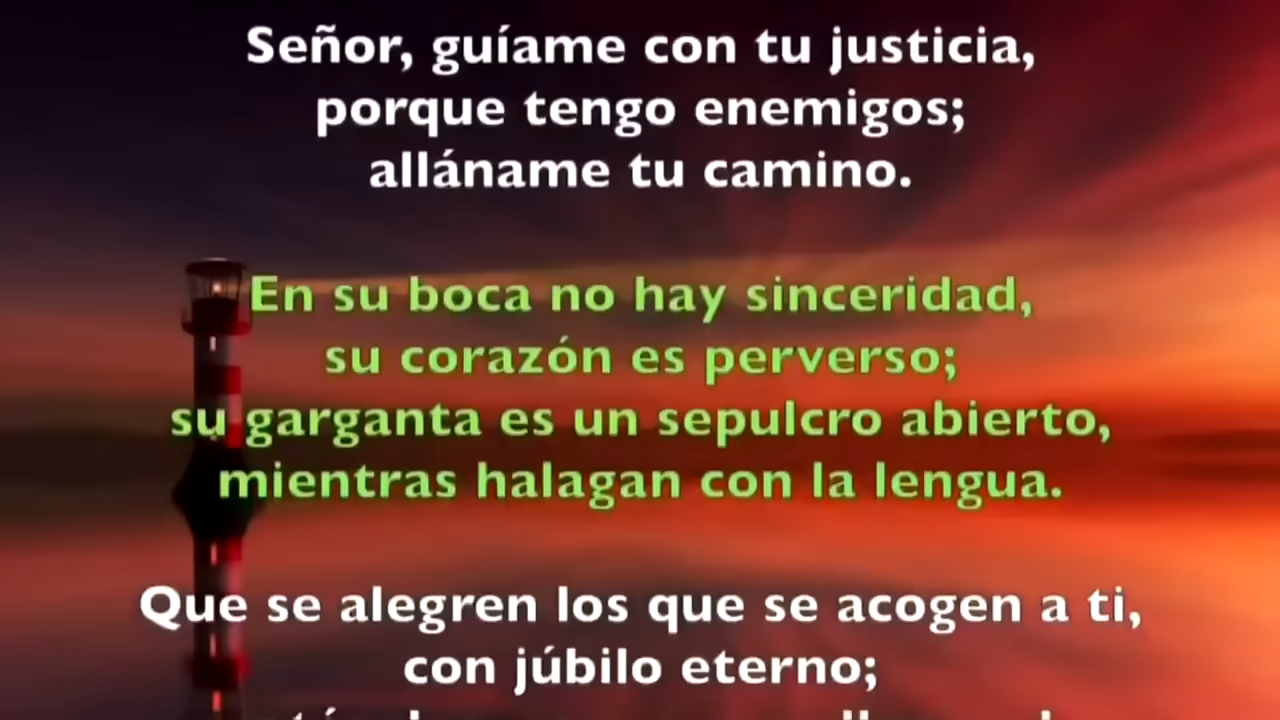 Señor, guíame con tu justicia,
porque tengo enemigos;
alláname tu camino.
En su boca no hay sinceridad,
su corazón es perverso;
su garganta es un sepulcro abierto,
mientras halagan con la lengua.
Que se alegren los que se acogen a ti,
con júbilo eterno;